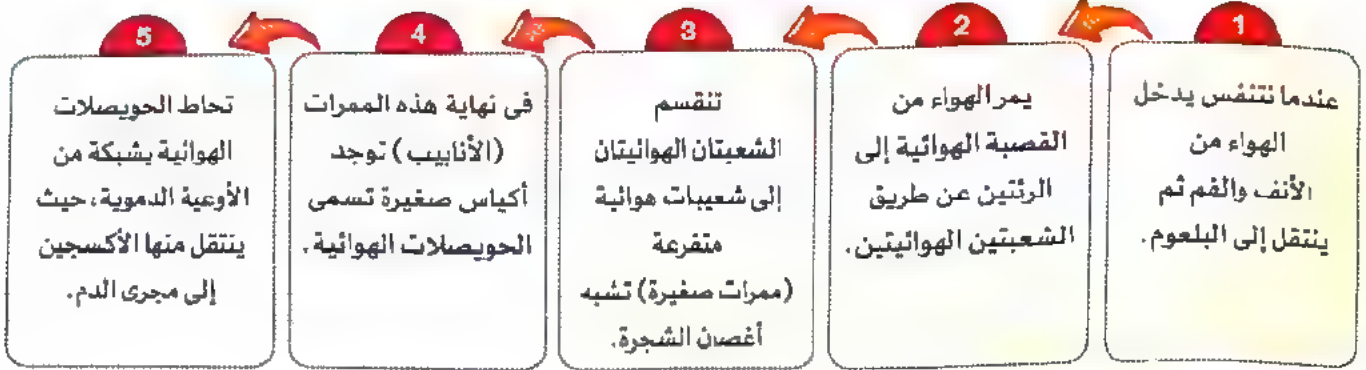 1
عندما نتنفس يدخل
الهواء من
الأنف والفم ثم
ينتقل إلى البلعوم.
2
يمر الهواء من
القصبة الهوائية إلى
الرئتين عن طريق
الشعبتين الهوائيتين.
3
تنقسم
الشعبتان الهوائيتان
إلى شعيبات هوائية
متفرعة
(ممرات صغيرة) تشبه
أغصان الشجرة.
4
فى نهاية هذه الممرات
(الأنابيب) توجد
أكياس صغيرة تسمى
الحويصلات الهوائية.
5
تحاط الحويصلات
الهوائية بشبكة من
الأوعية الدموية، حيث
ينتقل منها الأكسجين
إلى مجرى الدم.